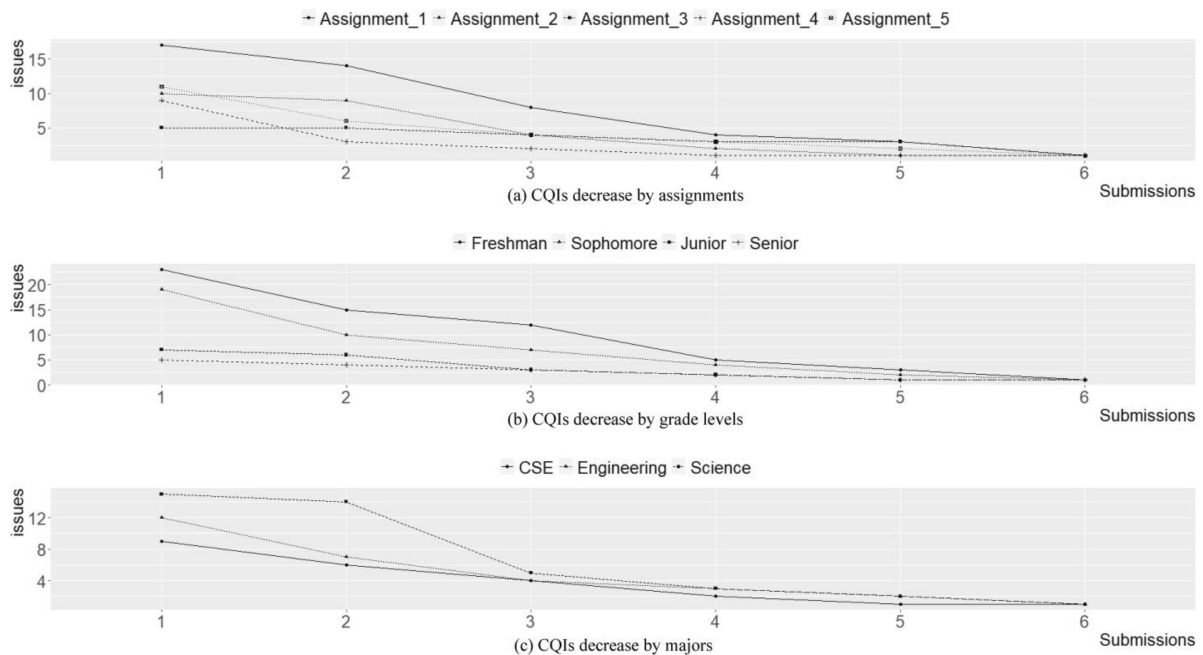 Assignment_1 Assignment_2 Assignment_3 Assignment_4 Assignment_5
issues
15
10
5
1 2 3 4 5 6
Submissions
(a) CQIs decrease by assignments
Freshman Sophomore Junior Senior
issues
20
15
10
5
0
1 2 3 4 5 6
Submissions
(b) CQIs decrease by grade levels
CSE Engineering Science
issues
12
8
4
1 2 3 4 5 6
Submissions
(c) CQIs decrease by majors